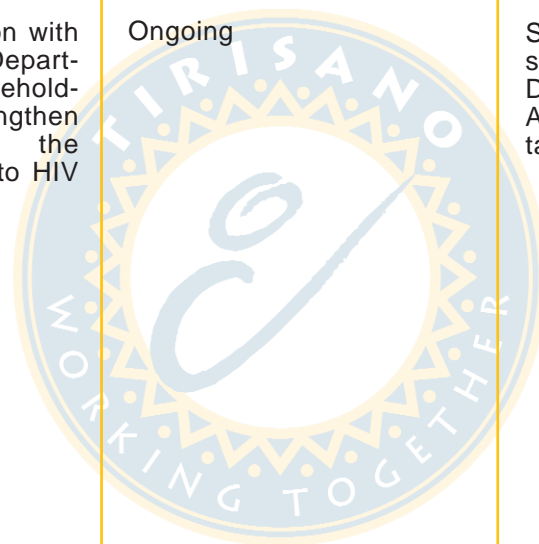 on with
Depart-
ehold-
ngthen
the
to HIV
Ongoing
S
s
D
A
ta
TIRISANO
WORKING TOGETHER